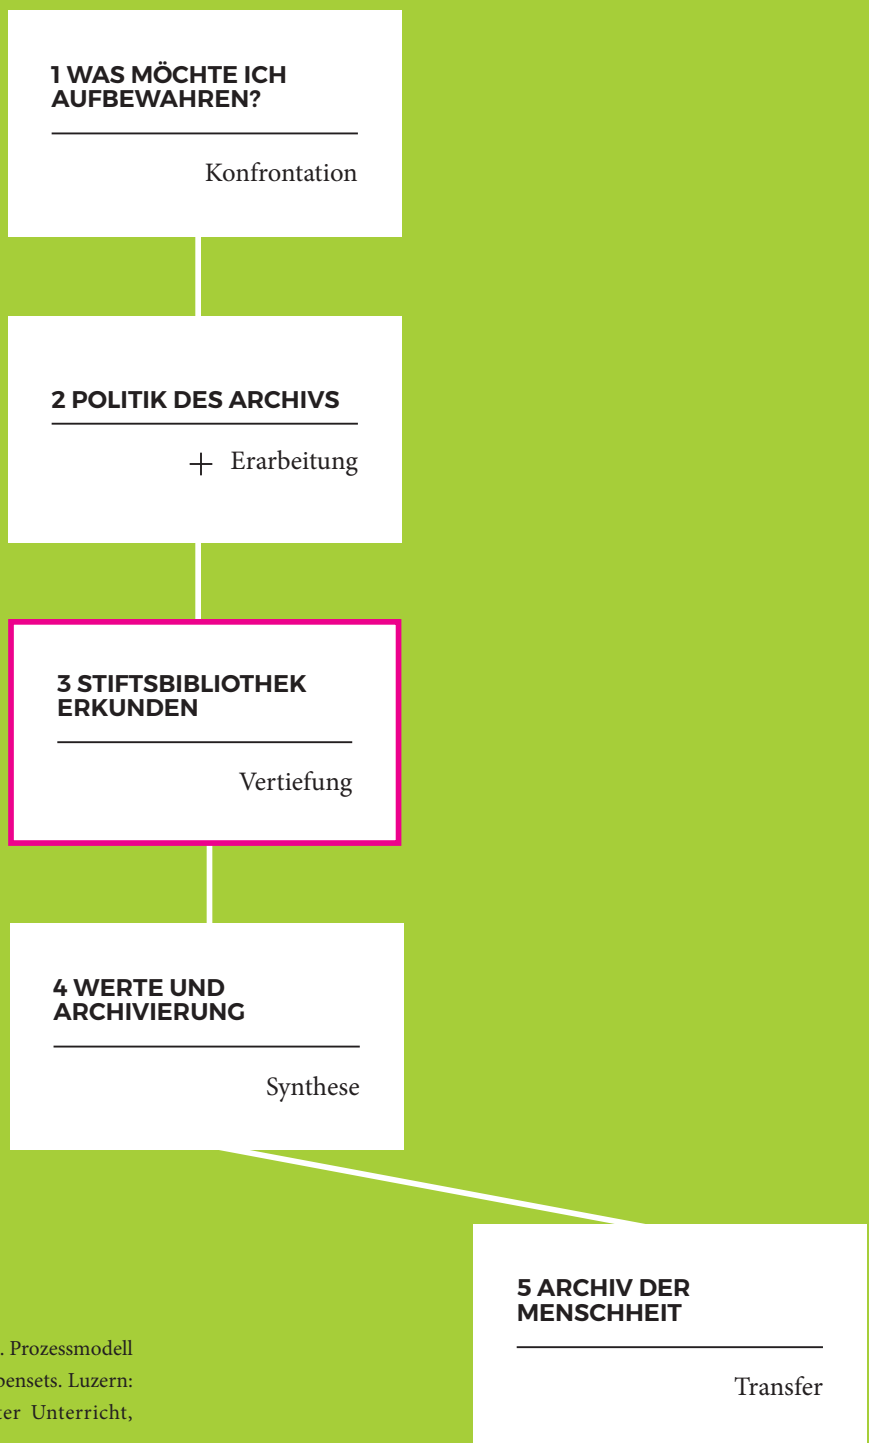 1 WAS MÖCHTE ICH
AUFBEWAHREN?
Konfrontation
2 POLITIK DES ARCHIVS
+ Erarbeitung
3 STIFTSBIBLIOTHEK
ERKUNDEN
Vertiefung
4 WERTE UND
ARCHIVIERUNG
Synthese
5 ARCHIV DER
MENSCHHEIT
Transfer
. Prozessmodell
bensets. Luzern:
ter Unterricht,